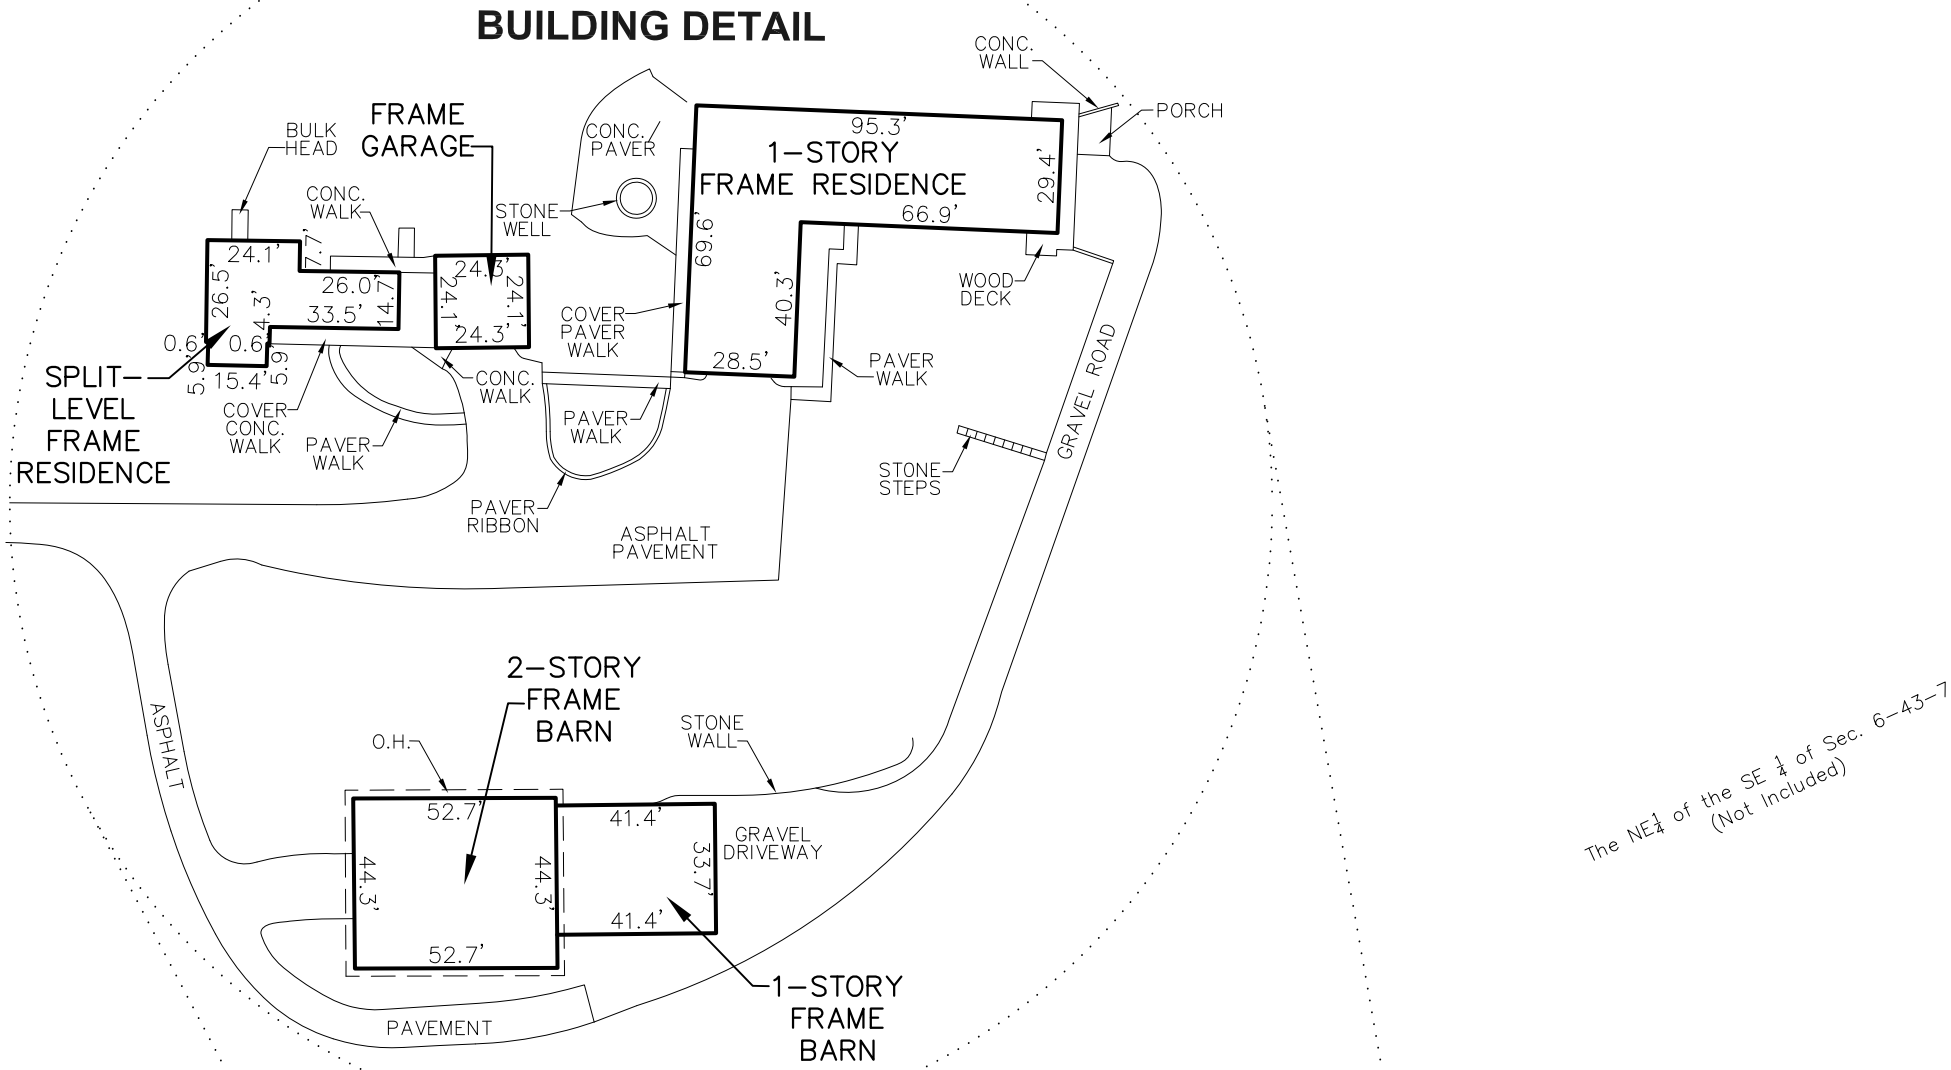 BUILDING DETAIL
CONC.
WALL
PORCH
FRAME
GARAGE
BULK
HEAD
CONC.
PAVER
95.3'
1-STORY
FRAME RESIDENCE
29.4'
66.9'
69.6'
40.3'
28.5'
CONC.
WALK
STONE
WELL
24.1'
7.7'
26.5'
26.0'
14.7'
33.5'
4.3'
0.6'
0.6'
5.9'
5.9'
15.4'
24.3'
24.1'
24.1'
24.3'
WOOD
DECK
COVER
PAVER
WALK
PAVER
WALK
GRAVEL ROAD
SPLIT-
LEVEL
FRAME
RESIDENCE
COVER
CONC.
WALK
PAVER
WALK
CONC.
WALK
PAVER
WALK
STONE
STEPS
PAVER
RIBBON
ASPHALT
PAVEMENT
2-STORY
FRAME
BARN
ASPHALT
O.H.
STONE
WALL
52.7'
44.3'
44.3'
52.7'
41.4'
33.7'
41.4'
GRAVEL
DRIVEWAY
1-STORY
FRAME
BARN
PAVEMENT
The NE¼ of the SE ¼ of Sec. 6-43-7
(Not Included)